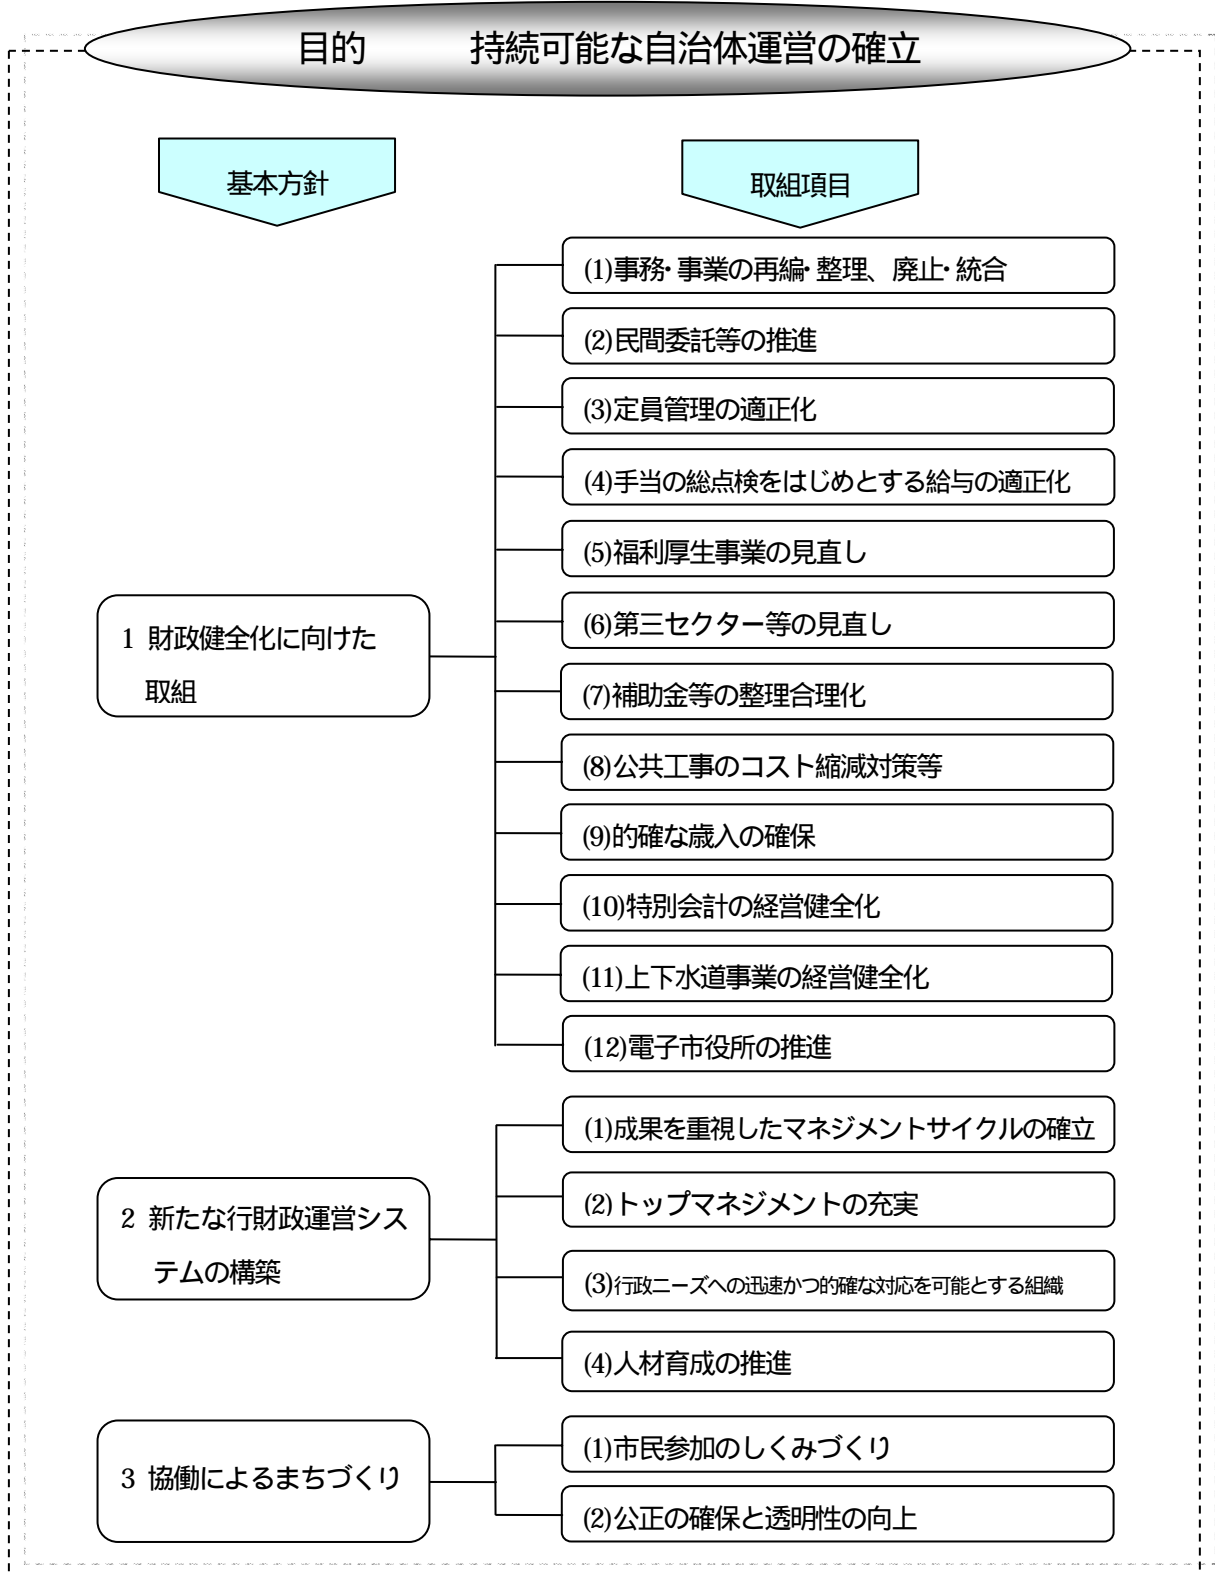 目的 持続可能な自治体運営の確立
基本方針
取組項目
1 財政健全化に向けた
取組
(1)事務・事業の再編・整理、廃止・統合
(2)民間委託等の推進
(3)定員管理の適正化
(4)手当の総点検をはじめとする給与の適正化
(5)福利厚生事業の見直し
(6)第三セクター等の見直し
(7)補助金等の整理合理化
(8)公共工事のコスト縮減対策等
(9)的確な歳入の確保
(10)特別会計の経営健全化
(11)上下水道事業の経営健全化
(12)電子市役所の推進
2 新たな行財政運営シス
テムの構築
(1)成果を重視したマネジメントサイクルの確立
(2)トップマネジメントの充実
(3)行政ニーズへの迅速かつ的確な対応を可能とする組織
(4)人材育成の推進
3 協働によるまちづくり
(1)市民参加のしくみづくり
(2)公正の確保と透明性の向上